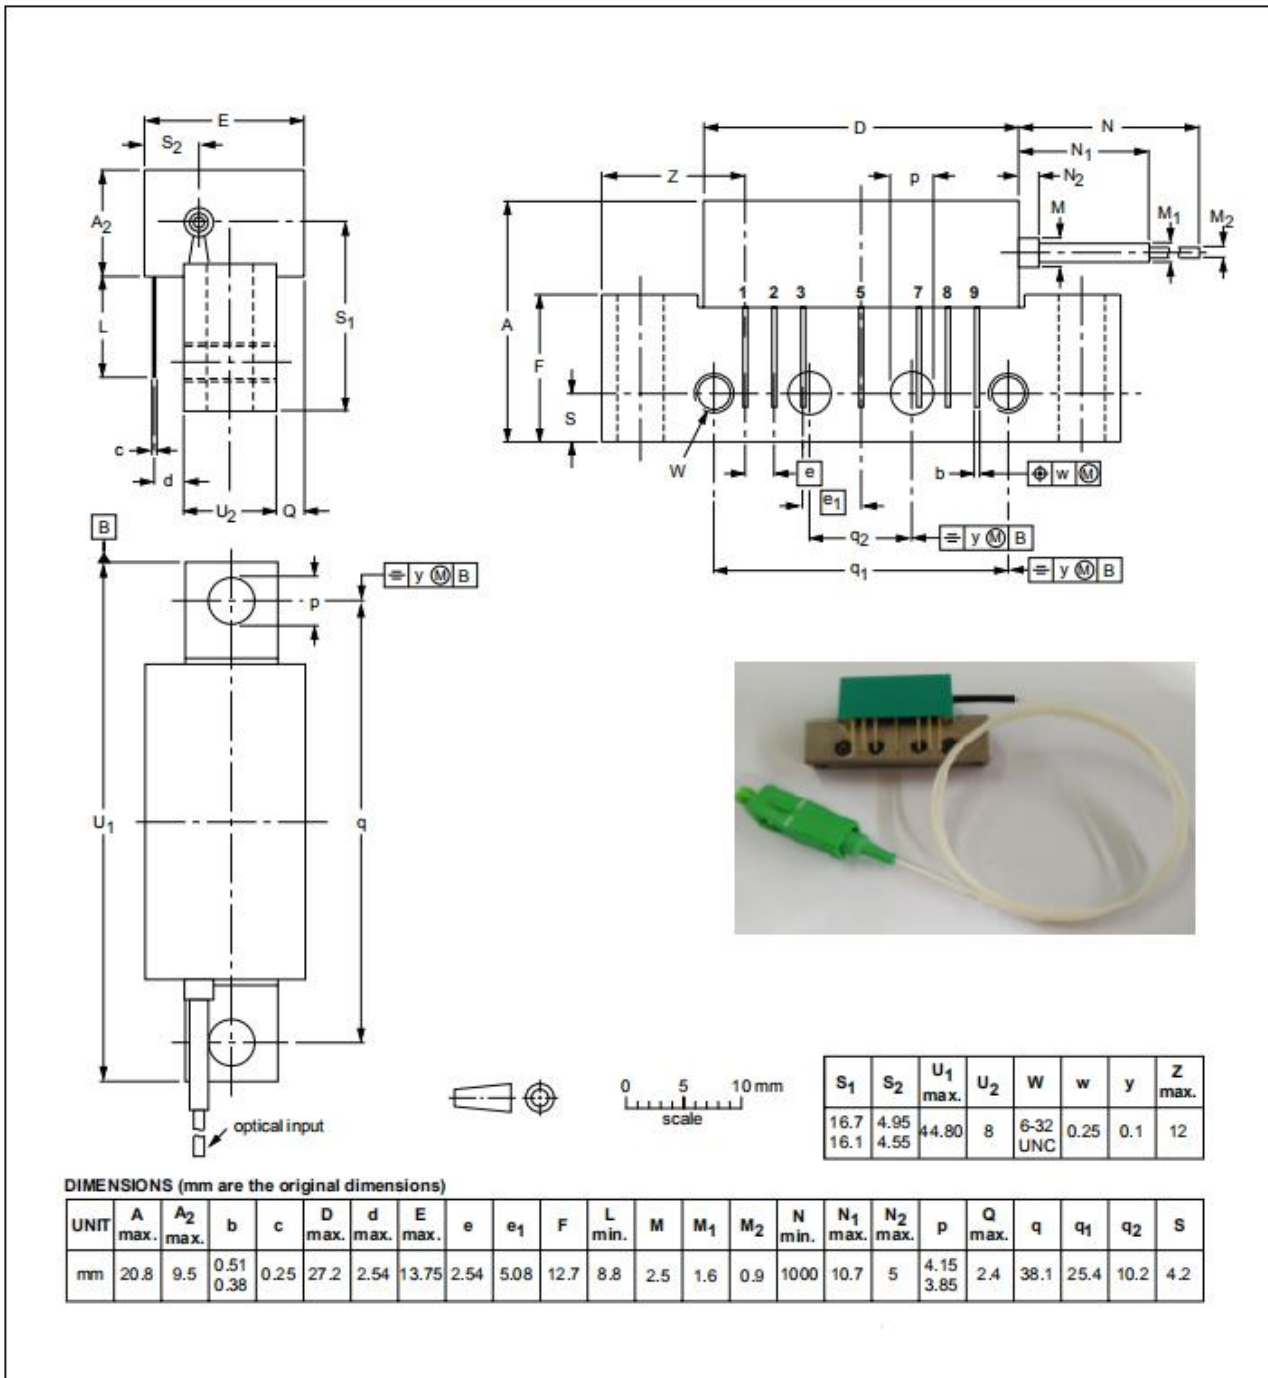 E
S2
A2
L
S1
c
d
U2
Q
D
N
N1
Z
p
N2
M
M1
M2
1 2 3 5 7 8 9
A
F
S
W
e
b
w M
e1
q2
y M B
q1
y M B
B
y M B
p
U1
q
optical input
0 5 10 mm
scale
S1 S2 U1 max. U2 W w y Z max.
16.7 16.1 4.95 4.55 44.80 8 6-32 UNC 0.25 0.1 12
DIMENSIONS (mm are the original dimensions)
UNIT A max. A2 max. b c D max. d max. E max. e e1 F L min. M M1 M2 N min. N1 max. N2 max. p Q max. q q1 q2 S
mm 20.8 9.5 0.51 0.38 0.25 27.2 2.54 13.75 2.54 5.08 12.7 8.8 2.5 1.6 0.9 1000 10.7 5 4.15 3.85 2.4 38.1 25.4 10.2 4.2